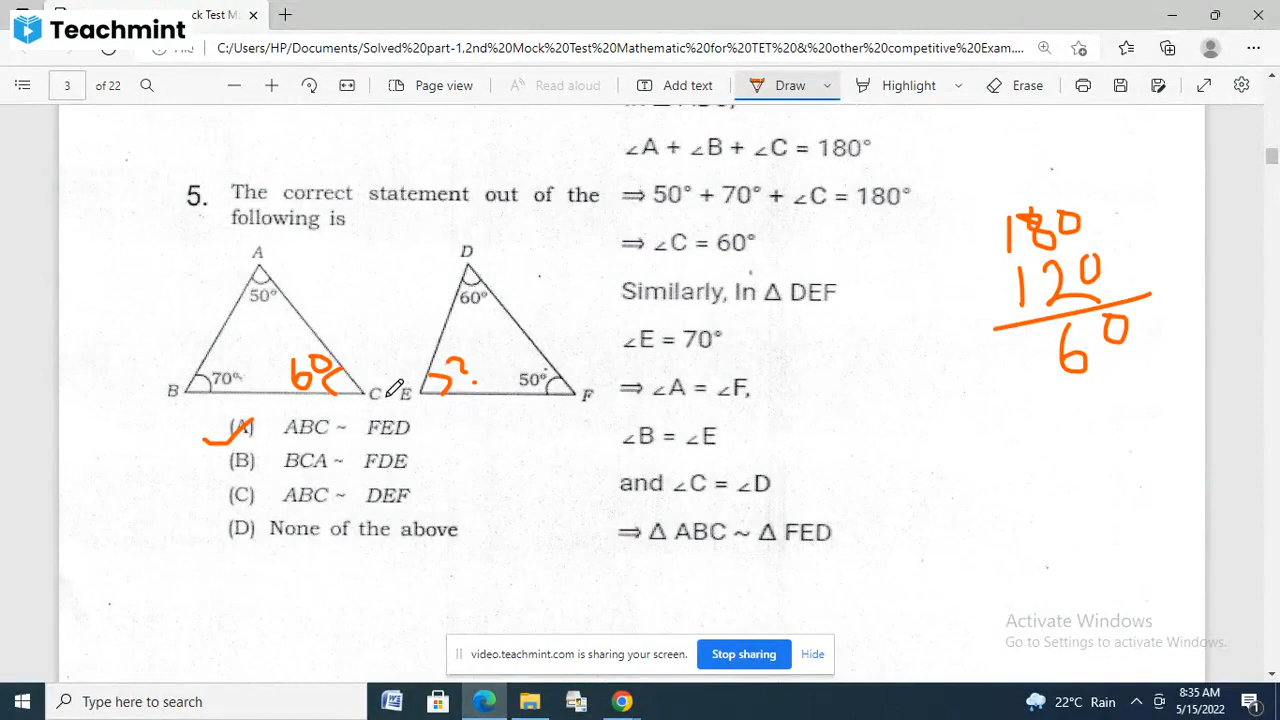 Teachmint
ck Test M
C:/Users/HP/Documents/Solved%20part-1,2nd%20Mock%20Test%20Mathematic%20for%20TET%20&%20other%20competitive%20Exam....
3 of 22
Page view
Read aloud
Add text
Draw
Highlight
Erase
∠A + ∠B + ∠C = 180°
5. The correct statement out of the
following is
⟹ 50° + 70° + ∠C = 180°
⟹ ∠C = 60°
Similarly, In Δ DEF
∠E = 70°
⟹ ∠A = ∠F,
∠B = ∠E
and ∠C = ∠D
⟹ Δ ABC ~ Δ FED
A
50°
B
70°
60
C
D
60°
E
?
50°
F
(A) ABC ~ FED
(B) BCA ~ FDE
(C) ABC ~ DEF
(D) None of the above
180
120
60
Activate Windows
Go to Settings to activate Windows.
video.teachmint.com is sharing your screen.
Stop sharing
Hide
Type here to search
22°C Rain
8:35 AM
5/15/2022